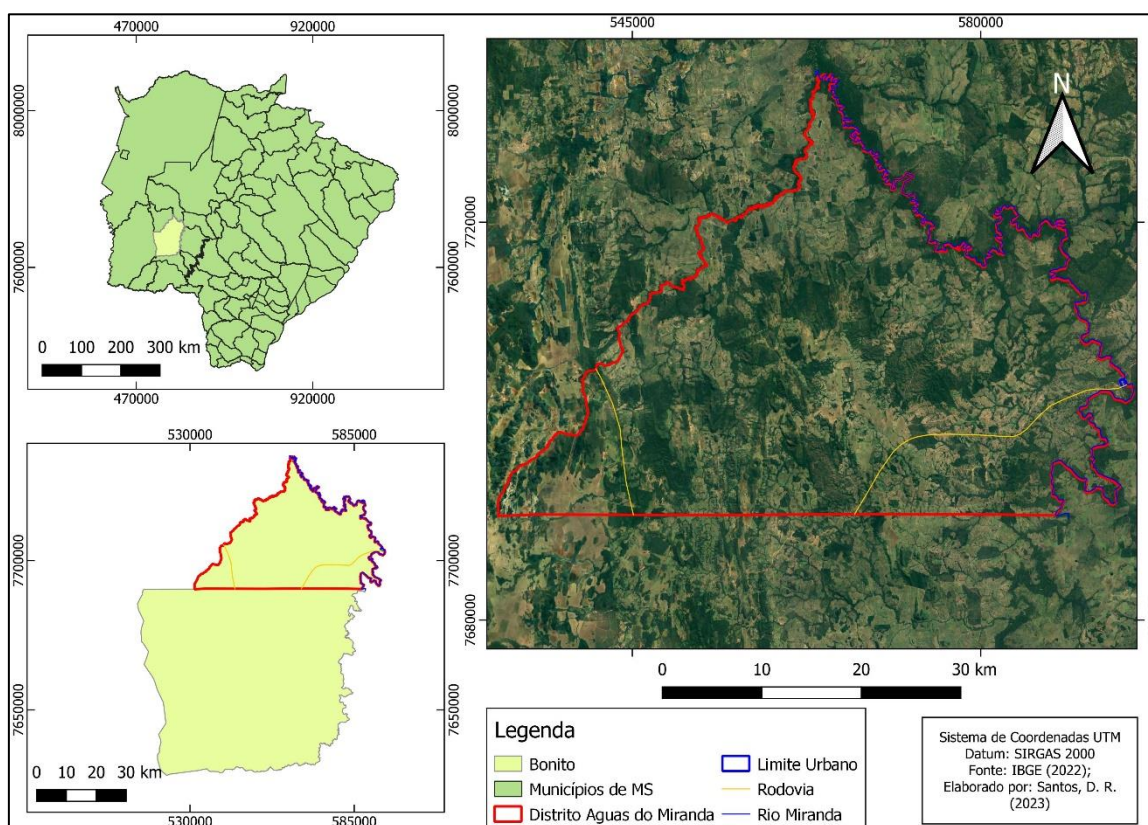 470000
920000
8000000
7600000
8000000
7600000
0 100 200 300 km
470000
920000
530000
585000
7700000
7650000
7700000
7650000
0 10 20 30 km
530000
585000
545000
580000
7720000
7680000
N
0 10 20 30 km
Legenda
Bonito
Municípios de MS
Distrito Aguas do Miranda
Limite Urbano
Rodovia
Rio Miranda
Sistema de Coordenadas UTM
Datum: SIRGAS 2000
Fonte: IBGE (2022);
Elaborado por: Santos, D. R.
(2023)